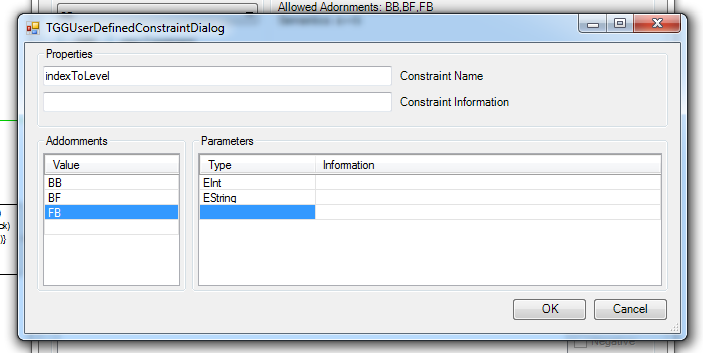 Allowed Adornments: BB,BF,FB
TGGUserDefinedConstraintDialog
Properties
indexToLevel
Constraint Name
Constraint Information
Addornments
Parameters
Value
Type
Information
BB
EInt
BF
EString
FB
ck)
)}
OK
Cancel
Negative